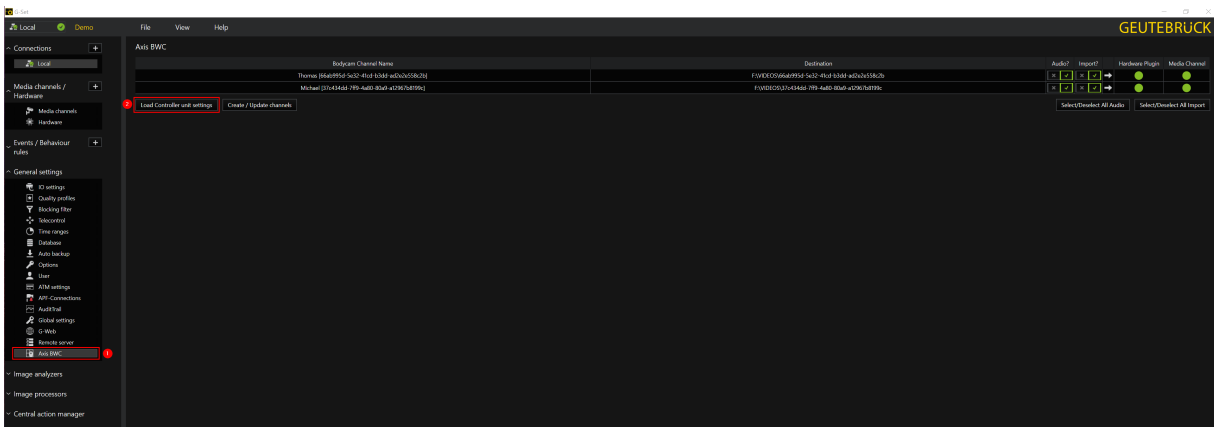 G-Set
Local Demo File View Help GEUTEBRÜCK
Connections +
Local
Media channels / Hardware +
Media channels
Hardware
Events / Behaviour rules +
General settings
IO settings
Quality profiles
Blocking filter
Telecontrol
Time ranges
Database
Auto backup
Options
User
ATM settings
APF-Connections
AuditTrail
Global settings
G-Web
Remote server
Axis BWC 1
Image analyzers
Image processors
Central action manager
Axis BWC
Bodycam Channel Name Destination Audio? Import? Hardware Plugin Media Channel
Thomas [66ab995d-5e32-41cd-b3dd-ad2e2e558c2b] F:\VIDEOS\66ab995d-5e32-41cd-b3dd-ad2e2e558c2b
Michael [37c434dd-7ff9-4a80-80a9-a12967b8199c] F:\VIDEOS\37c434dd-7ff9-4a80-80a9-a12967b8199c
2 Load Controller unit settings Create / Update channels Select/Deselect All Audio Select/Deselect All Import